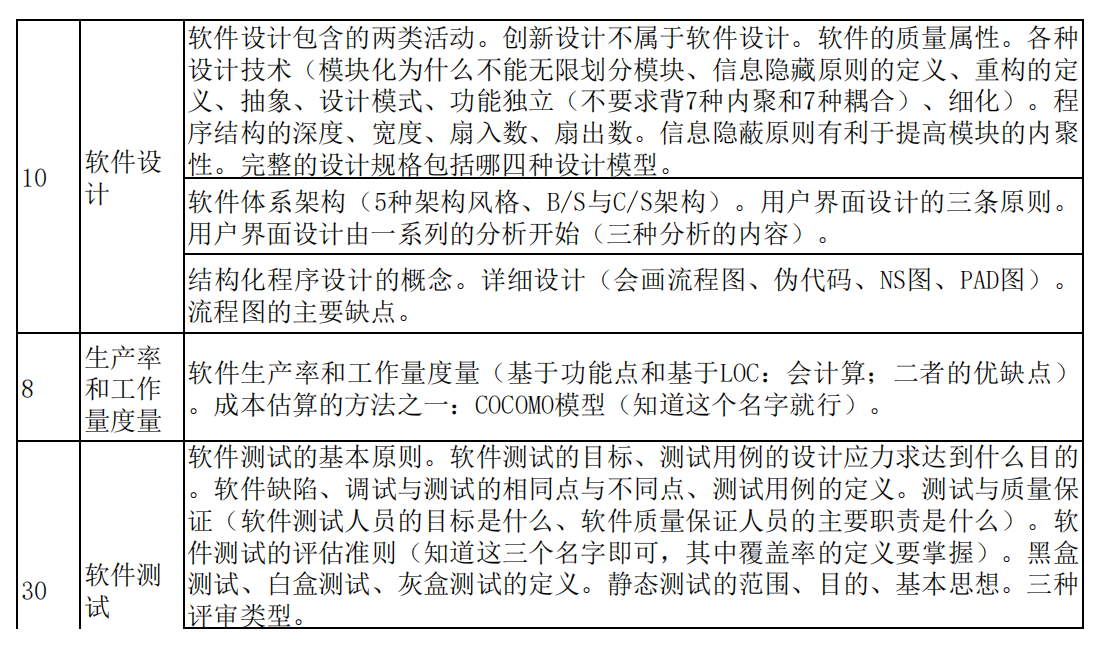 10
软件设
计
软件设计包含的两类活动。创新设计不属于软件设计。软件的质量属性。各种
设计技术（模块化为什么不能无限划分模块、信息隐藏原则的定义、重构的定
义、抽象、设计模式、功能独立（不要求背7种内聚和7种耦合）、细化）。程
序结构的深度、宽度、扇入数、扇出数。信息隐蔽原则有利于提高模块的内聚
性。完整的设计规格包括哪四种设计模型。
软件体系架构（5种架构风格、B/S与C/S架构）。用户界面设计的三条原则。
用户界面设计由一系列的分析开始（三种分析的内容）。
结构化程序设计的概念。详细设计（会画流程图、伪代码、NS图、PAD图）。
流程图的主要缺点。
8
生产率
和工作
量度量
软件生产率和工作量度量（基于功能点和基于LOC：会计算；二者的优缺点）
。成本估算的方法之一：COCOMO模型（知道这个名字就行）。
30
软件测
试
软件测试的基本原则。软件测试的目标、测试用例的设计应力求达到什么目的
。软件缺陷、调试与测试的相同点与不同点、测试用例的定义。测试与质量保
证（软件测试人员的目标是什么、软件质量保证人员的主要职责是什么）。软
件测试的评估准则（知道这三个名字即可，其中覆盖率的定义要掌握）。黑盒
测试、白盒测试、灰盒测试的定义。静态测试的范围、目的、基本思想。三种
评审类型。